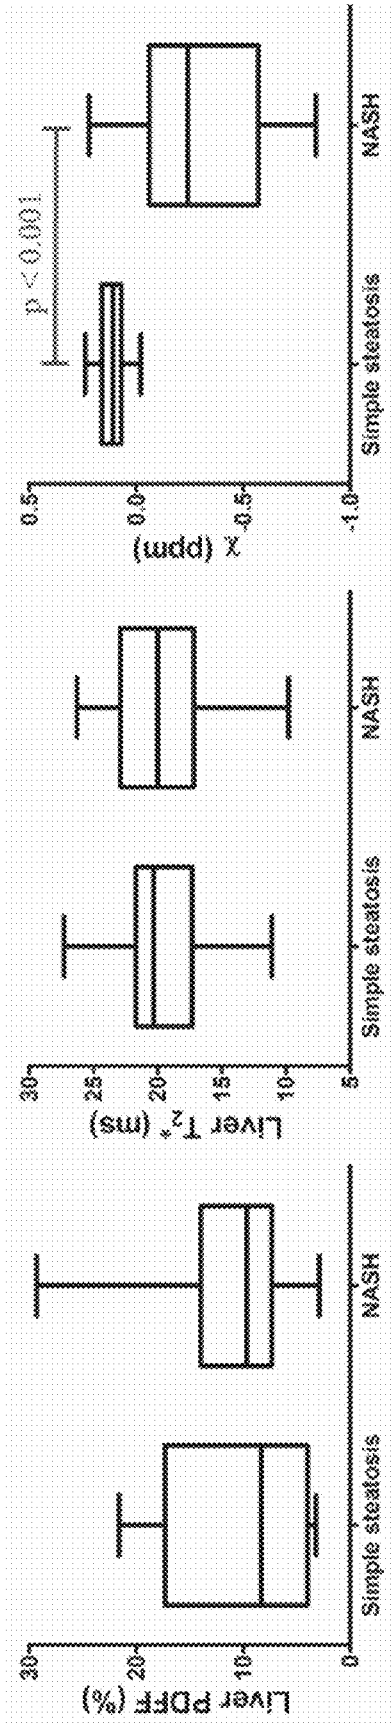 Liver PDFF (%)
30
20
10
0
Simple steatosis
NASH
Liver T2* (ms)
30
25
20
15
10
5
Simple steatosis
NASH
χ (ppm)
0.5
0.0
-0.5
-1.0
Simple steatosis
NASH
p < 0.001